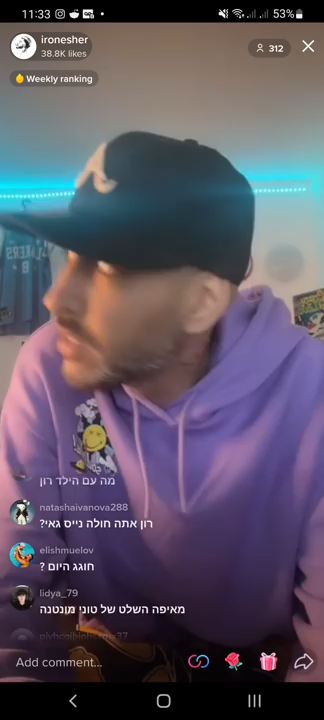 11:33
53%
ironesher
38.8K likes
312
Weekly ranking
מה עם הילד רון
natashaivanova288
רון אתה חולה נייס גאי?
elishmuelov
חוגג היום ?
lidya_79
מאיפה השלט של טוני מונטנה
Add comment...